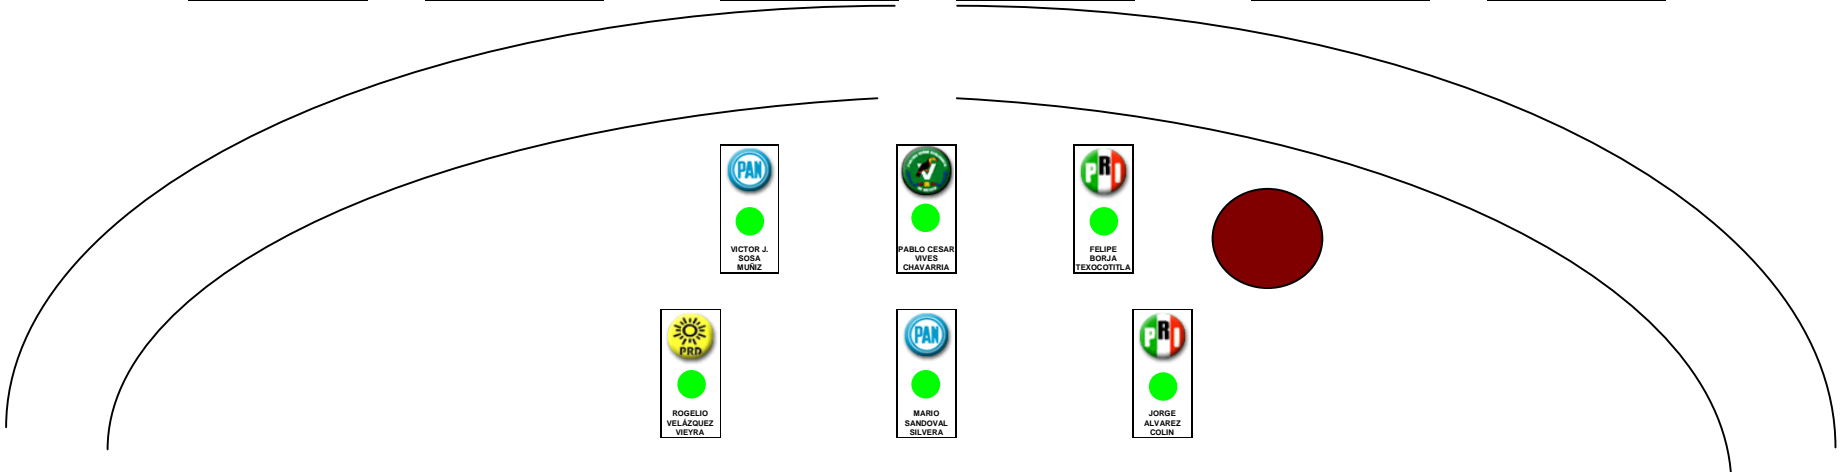 PAN
PRI
VICTOR J.
SOSA
MUÑIZ
PABLO CESAR
VIVES
CHAVARRIA
FELIPE
BORJA
TEXOCOTITLA
PRD
PAN
PRI
ROGELIO
VELÁZQUEZ
VIEYRA
MARIO
SANDOVAL
SILVERA
JORGE
ALVAREZ
COLIN